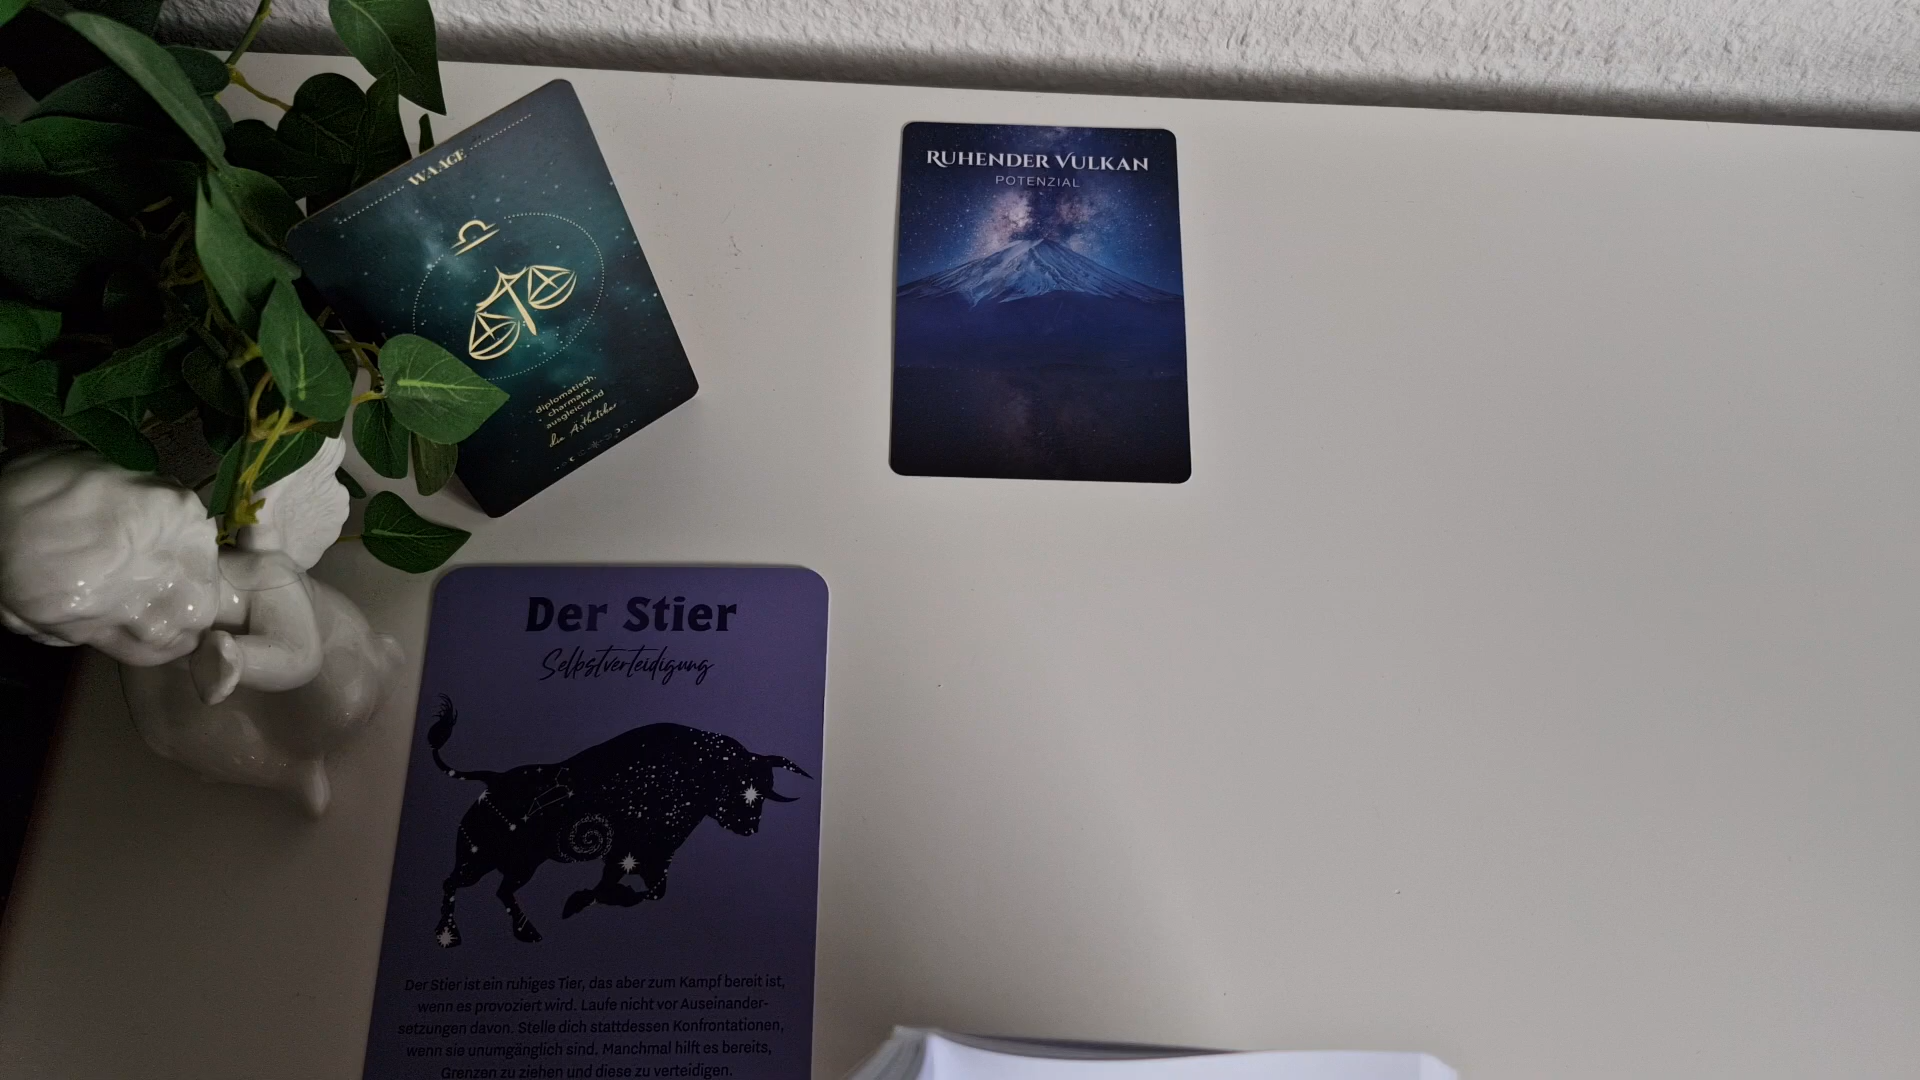 WAAGE
diplomatisch,
charmant,
ausgleichend
die Ästhetiker
RUHENDER VULKAN
POTENZIAL
Der Stier
Selbstverteidigung
Der Stier ist ein ruhiges Tier, das aber zum Kampf bereit ist,
wenn es provoziert wird. Laufe nicht vor Auseinander-
setzungen davon. Stelle dich stattdessen Konfrontationen,
wenn sie unumgänglich sind. Manchmal hilft es bereits,
Grenzen zu ziehen und diese zu verteidigen.